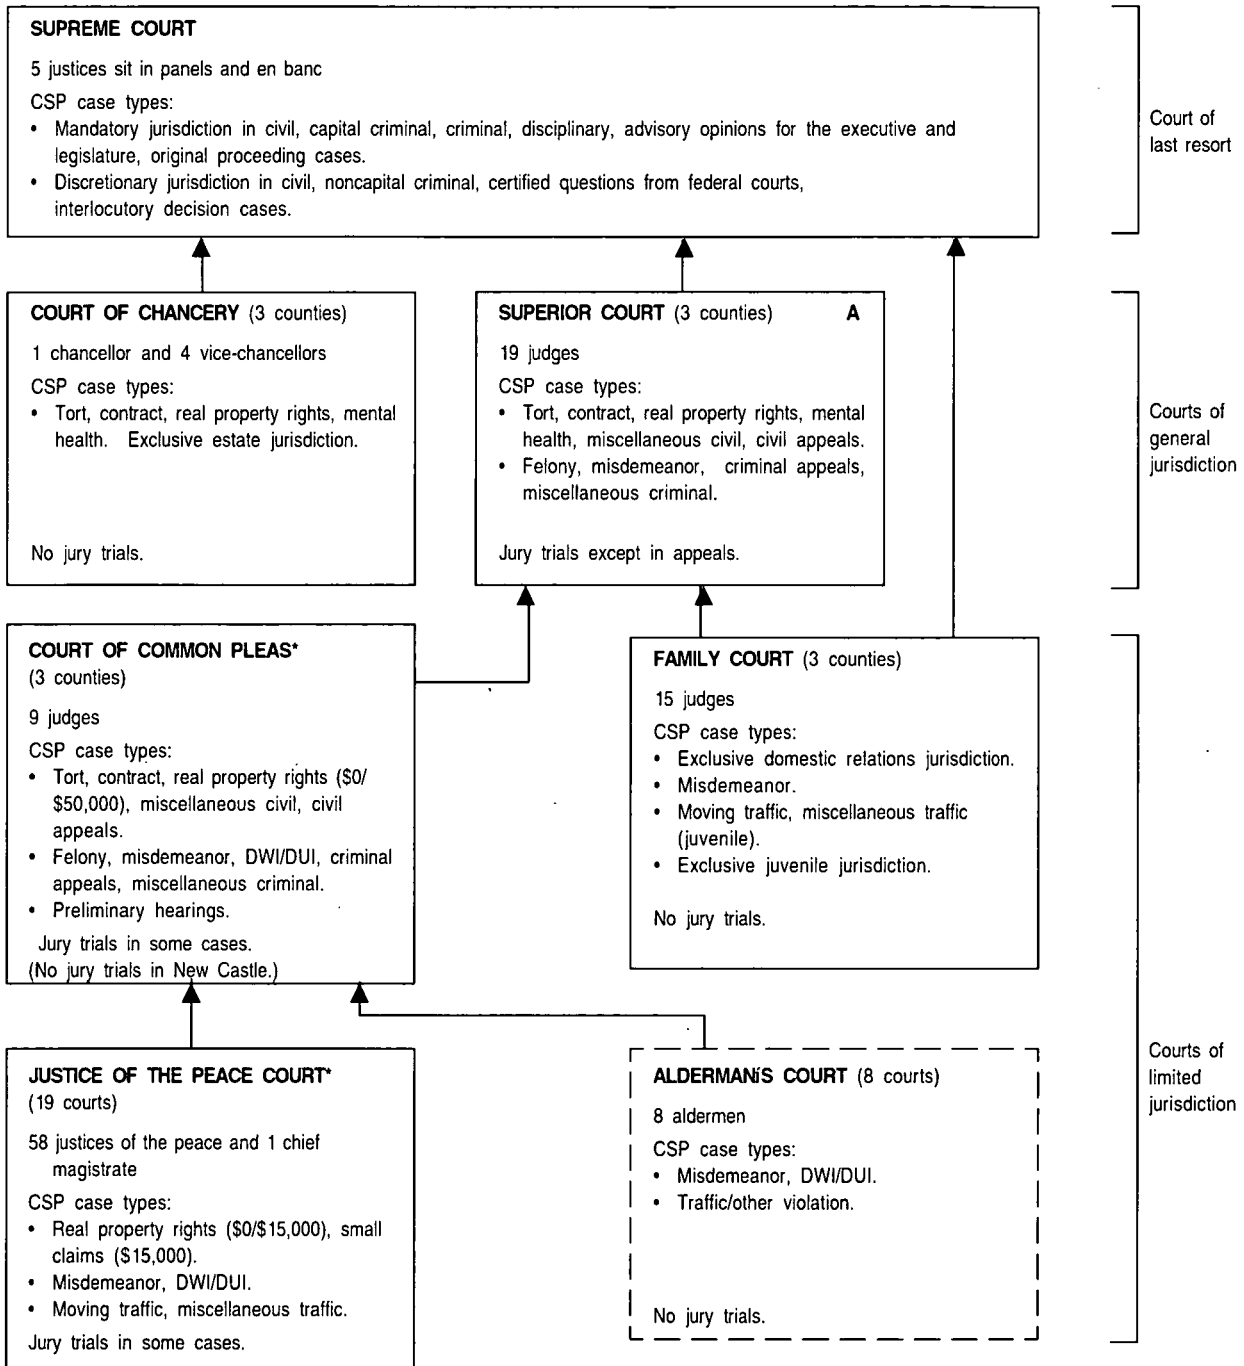 SUPREME COURT
5 justices sit in panels and en banc
CSP case types:
• Mandatory jurisdiction in civil, capital criminal, criminal, disciplinary, advisory opinions for the executive and
legislature, original proceeding cases.
• Discretionary jurisdiction in civil, noncapital criminal, certified questions from federal courts,
interlocutory decision cases.
Court of
last resort
COURT OF CHANCERY (3 counties)
1 chancellor and 4 vice-chancellors
CSP case types:
• Tort, contract, real property rights, mental
health. Exclusive estate jurisdiction.
No jury trials.
SUPERIOR COURT (3 counties) A
19 judges
CSP case types:
• Tort, contract, real property rights, mental
health, miscellaneous civil, civil appeals.
• Felony, misdemeanor, criminal appeals,
miscellaneous criminal.
Jury trials except in appeals.
Courts of
general
jurisdiction
COURT OF COMMON PLEAS*
(3 counties)
9 judges
CSP case types:
• Tort, contract, real property rights ($0/
$50,000), miscellaneous civil, civil
appeals.
• Felony, misdemeanor, DWI/DUI, criminal
appeals, miscellaneous criminal.
• Preliminary hearings.
Jury trials in some cases.
(No jury trials in New Castle.)
FAMILY COURT (3 counties)
15 judges
CSP case types:
• Exclusive domestic relations jurisdiction.
• Misdemeanor.
• Moving traffic, miscellaneous traffic
(juvenile).
• Exclusive juvenile jurisdiction.
No jury trials.
JUSTICE OF THE PEACE COURT*
(19 courts)
58 justices of the peace and 1 chief
magistrate
CSP case types:
• Real property rights ($0/$15,000), small
claims ($15,000).
• Misdemeanor, DWI/DUI.
• Moving traffic, miscellaneous traffic.
Jury trials in some cases.
ALDERMANíS COURT (8 courts)
8 aldermen
CSP case types:
• Misdemeanor, DWI/DUI.
• Traffic/other violation.
No jury trials.
Courts of
limited
jurisdiction